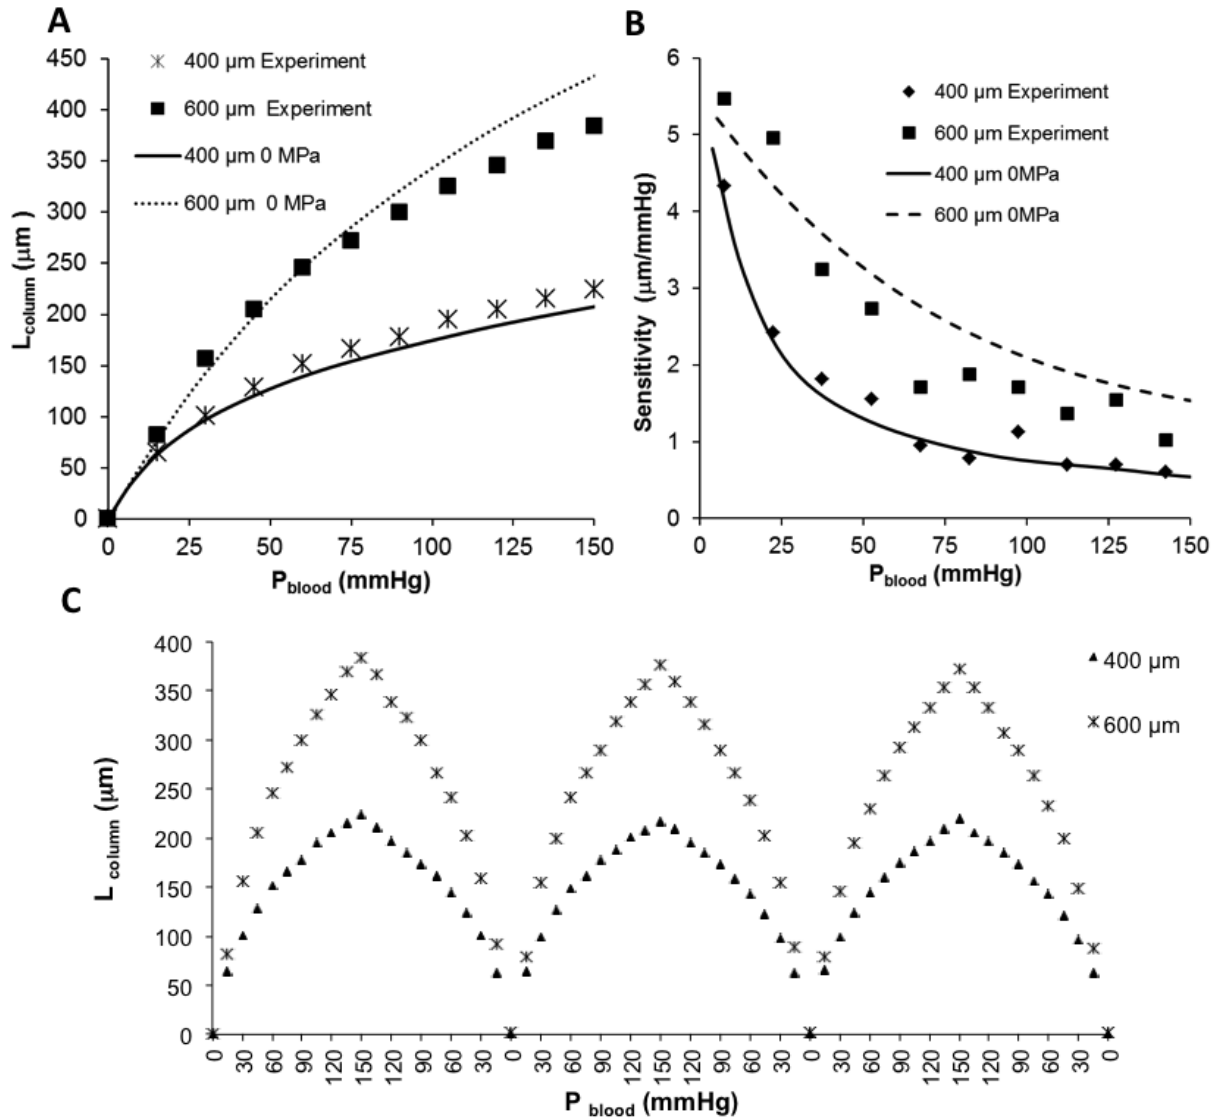 A
450
400
350
300
250
200
150
100
50
0
L column (µm )
400 µm Experiment
600 µm Experiment
400 µm 0 MPa
600 µm 0 MPa
0 25 50 75 100 125 150
P blood (mmHg)
B
6
5
4
3
2
1
0
Sensitivity (µm/mmHg)
400 µm Experiment
600 µm Experiment
400 µm 0MPa
600 µm 0MPa
0 25 50 75 100 125 150
P blood (mmHg)
C
400
350
300
250
200
150
100
50
0
L column (µm)
400 µm
600 µm
0 30 60 90 120 150 120 90 60 30 0 30 60 90 120 150 120 90 60 30 0 30 60 90 120 150 120 90 60 30 0
P blood (mmHg)